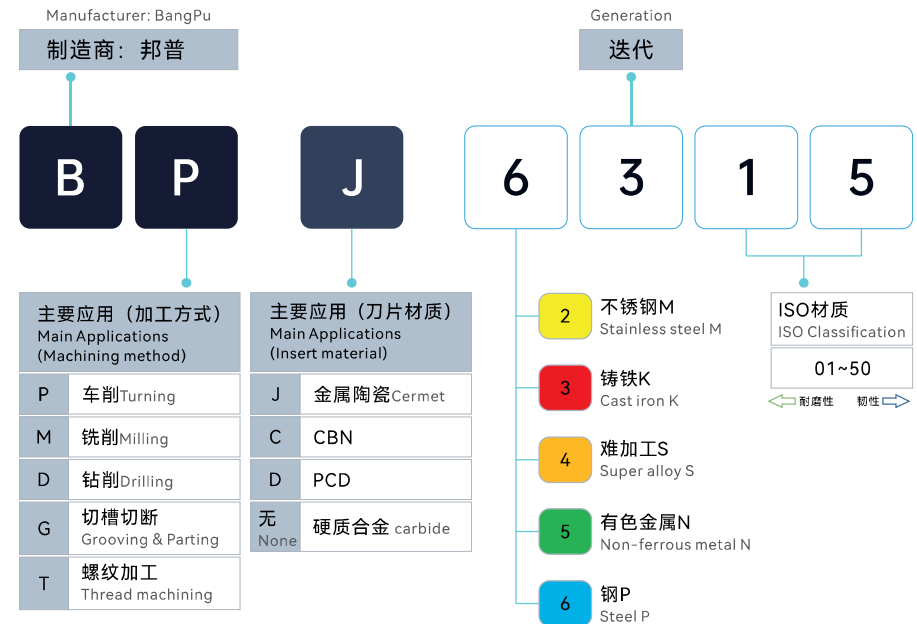 Manufacturer: BangPu
制造商：邦普
Generation
迭代
B P J 6 3 1 5
主要应用（加工方式）
Main Applications
(Machining method)
P 车削Turning
M 铣削Milling
D 钻削Drilling
G 切槽切断
Grooving & Parting
T 螺纹加工
Thread machining
主要应用（刀片材质）
Main Applications
(Insert material)
J 金属陶瓷Cermet
C CBN
D PCD
无
None
硬质合金 carbide
2 不锈钢M
Stainless steel M
3 铸铁K
Cast iron K
4 难加工S
Super alloy S
5 有色金属N
Non-ferrous metal N
6 钢P
Steel P
ISO材质
ISO Classification
01~50
耐磨性 韧性